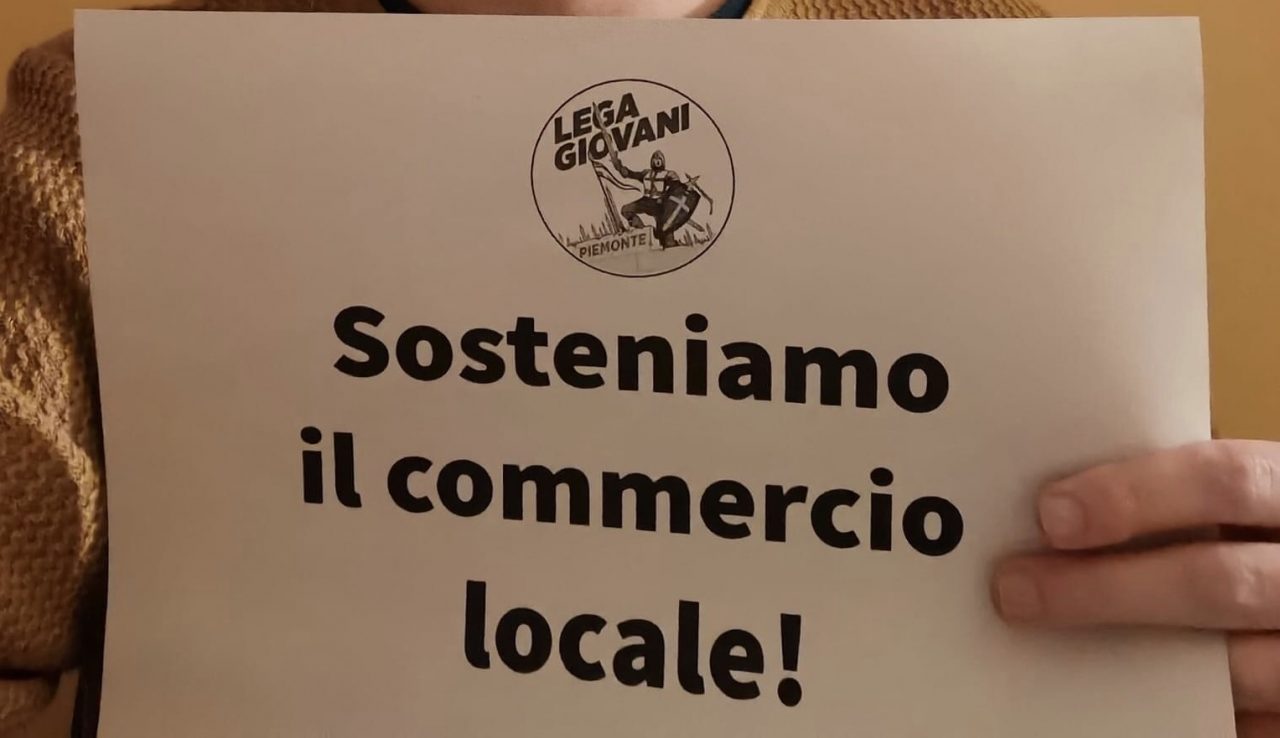 LEGA
GIOVANI
PIEMONTE
Sosteniamo
il commercio
locale!